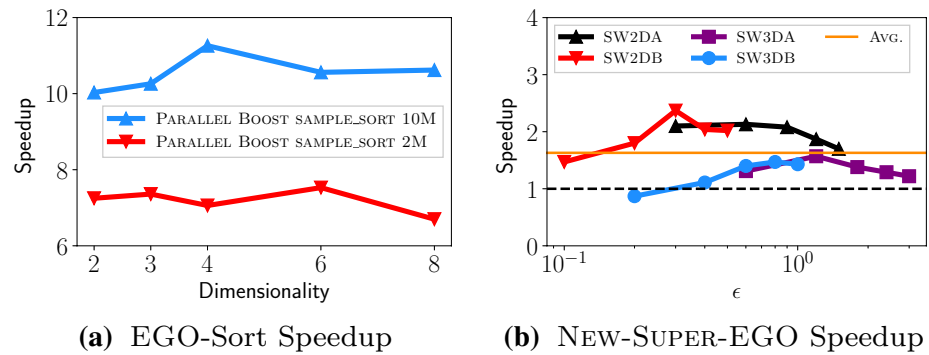 12
10
8
6
Speedup
PARALLEL BOOST SAMPLE_SORT 10M
PARALLEL BOOST SAMPLE_SORT 2M
2 3 4 6 8
Dimensionality
(a) EGO-Sort Speedup
4
3
2
1
0
Speedup
SW2DA SW3DA AVG.
SW2DB SW3DB
10⁻¹ 10⁰
ϵ
(b) NEW-SUPER-EGO Speedup